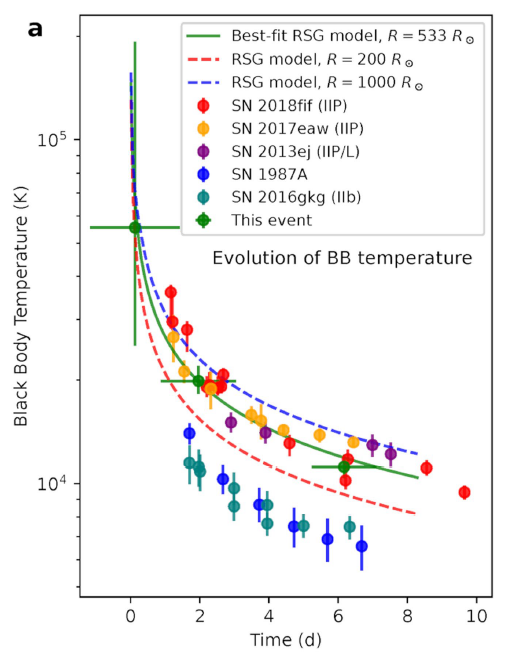 a
Best-fit RSG model, R = 533 R⊙
RSG model, R = 200 R⊙
RSG model, R = 1000 R⊙
SN 2018fif (IIP)
SN 2017eaw (IIP)
SN 2013ej (IIP/L)
SN 1987A
SN 2016gkg (IIb)
This event
Evolution of BB temperature
Black Body Temperature (K)
10⁵
10⁴
0 2 4 6 8 10
Time (d)